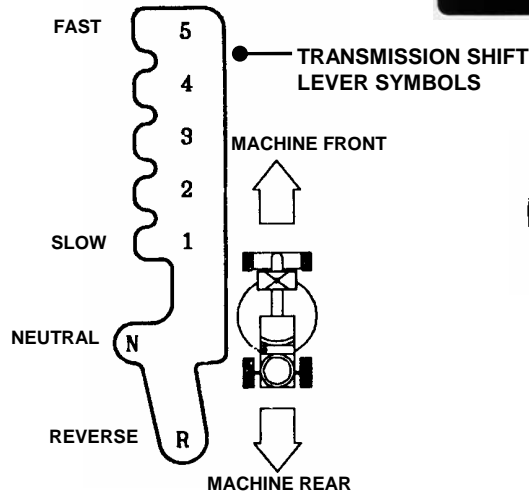 FAST 5
TRANSMISSION SHIFT
LEVER SYMBOLS
4
3
MACHINE FRONT
2
SLOW 1
NEUTRAL N
REVERSE R
MACHINE REAR